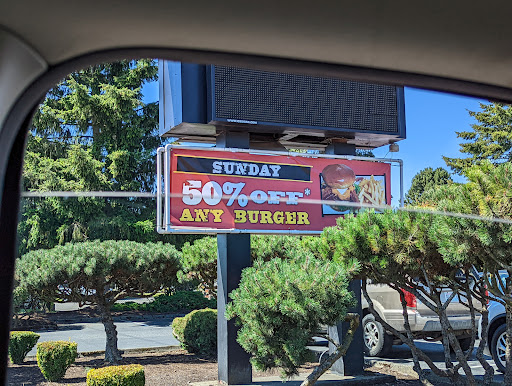 SUNDAY
50% OFF*
ANY BURGER